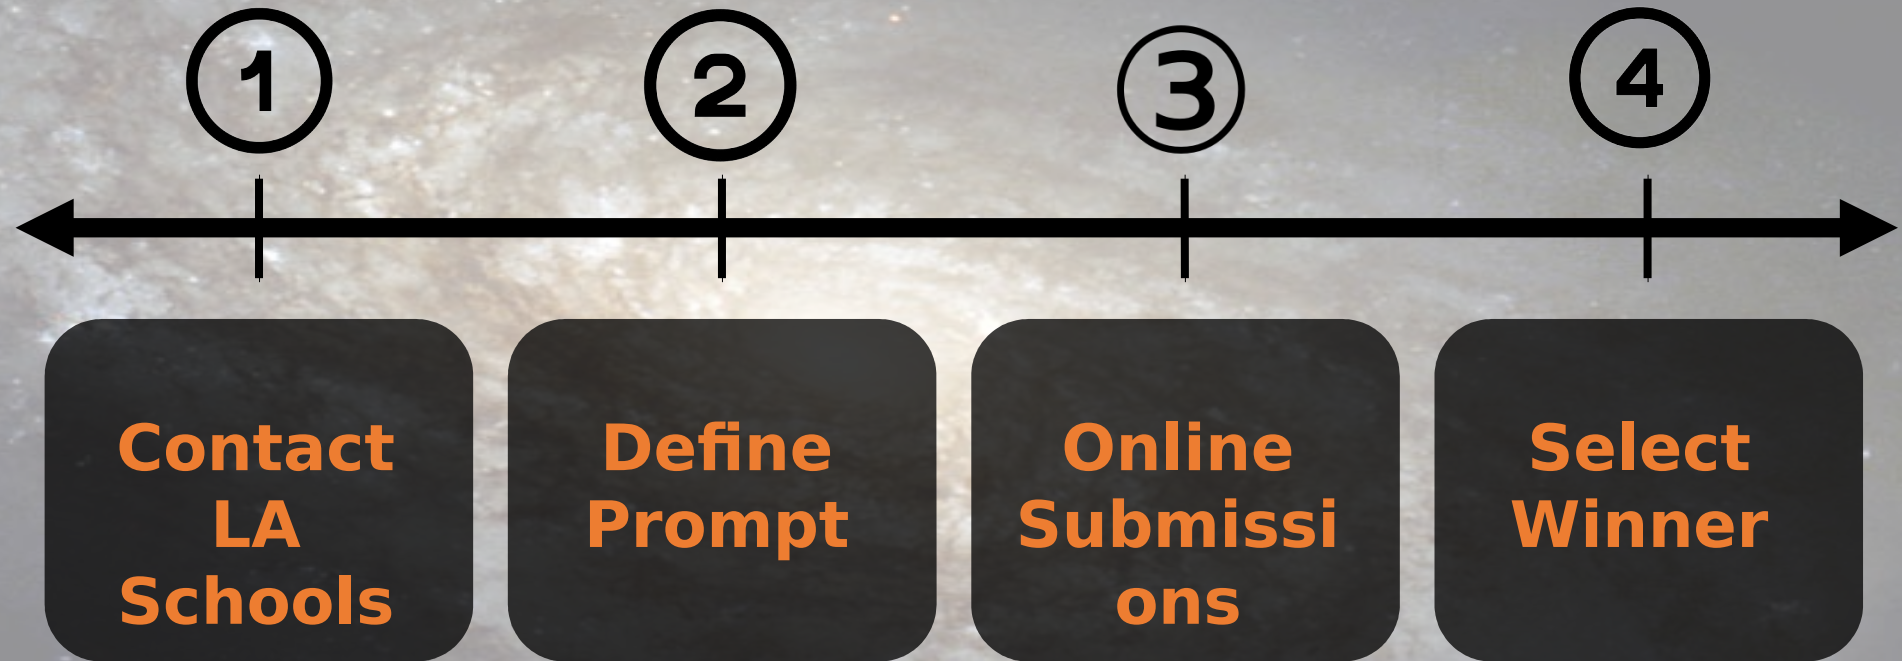 1
2
3
4
Contact
LA
Schools
Define
Prompt
Online
Submissi
ons
Select
Winner